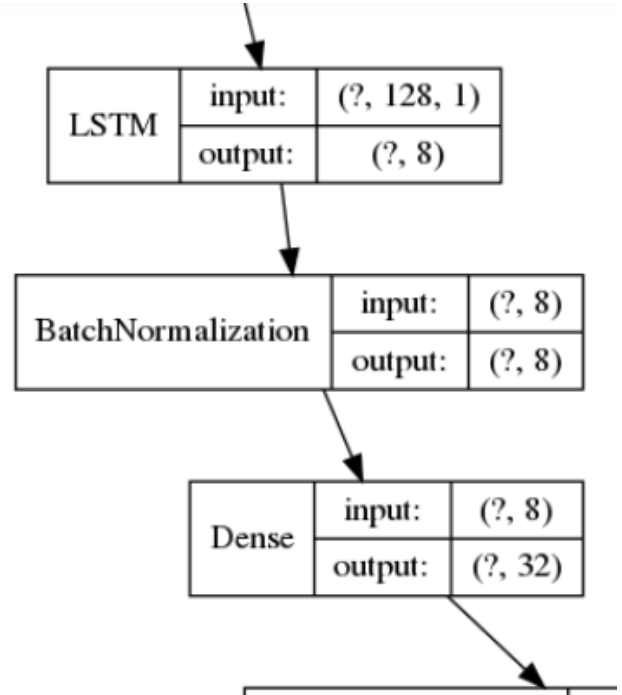 LSTM
input: (?, 128, 1)
output: (?, 8)
BatchNormalization
input: (?, 8)
output: (?, 8)
Dense
input: (?, 8)
output: (?, 32)